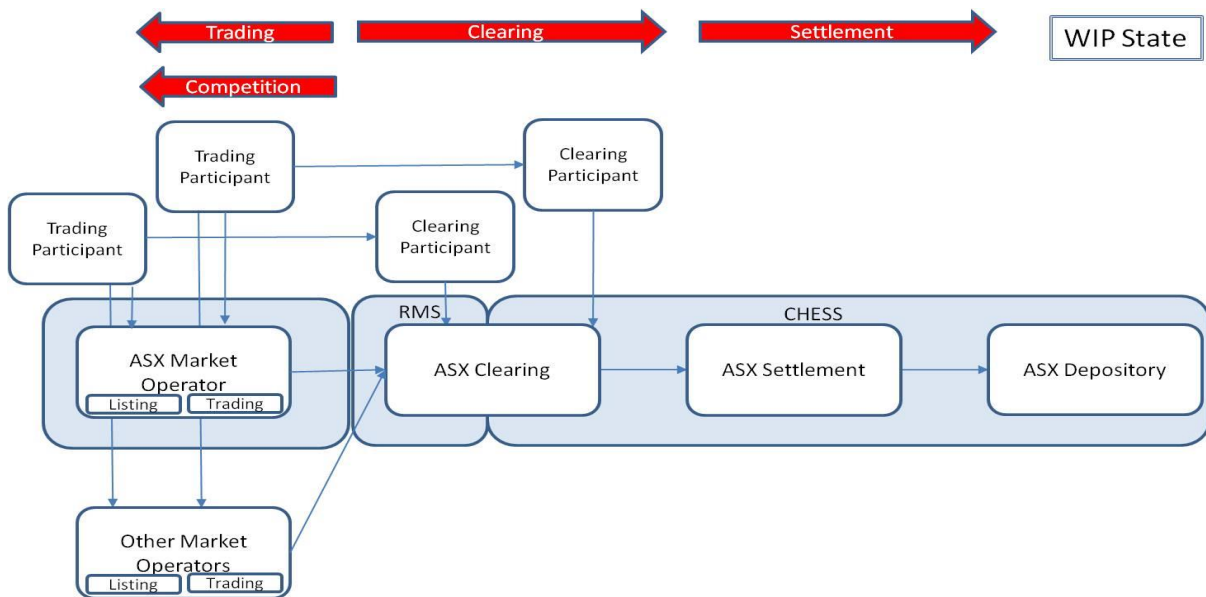 Trading
Clearing
Settlement
WIP State
Competition
Trading
Participant
Clearing
Participant
Trading
Participant
Clearing
Participant
RMS
CHESS
ASX Market
Operator
Listing
Trading
ASX Clearing
ASX Settlement
ASX Depository
Other Market
Operators
Listing
Trading